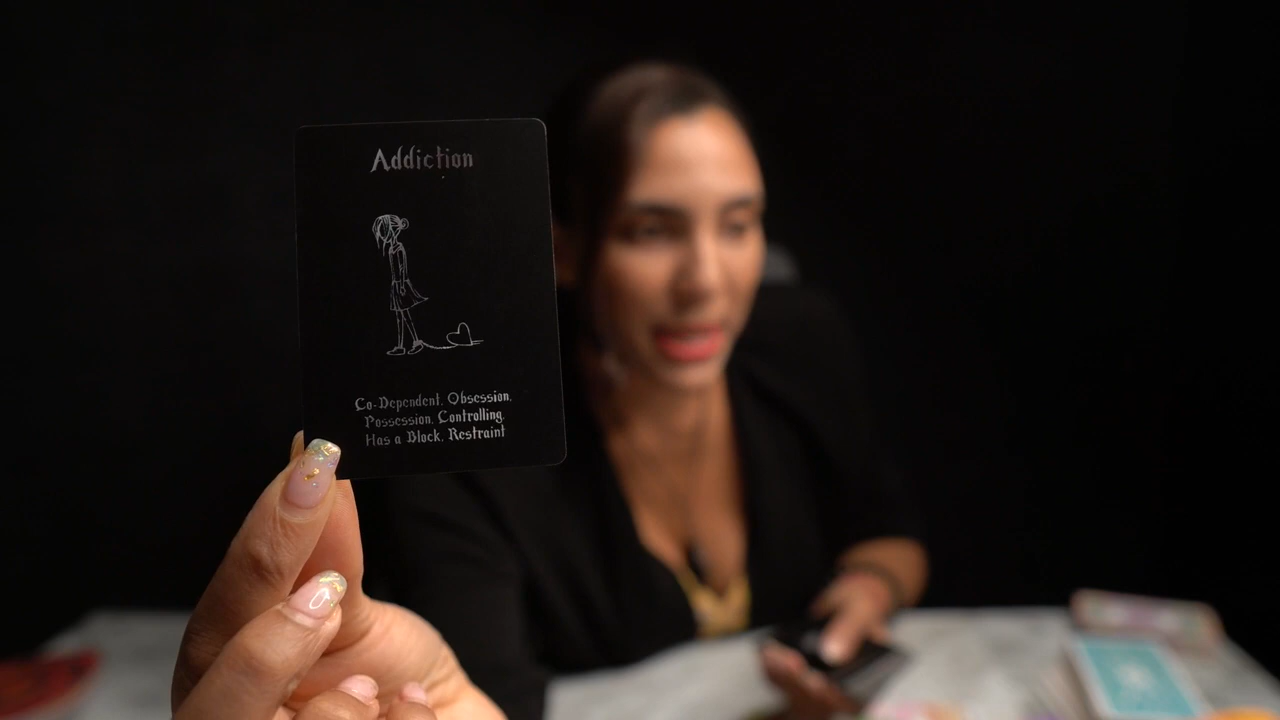 Addiction
Co-Dependent, Obsession,
Possession, Controlling,
Has a Block, Restraint